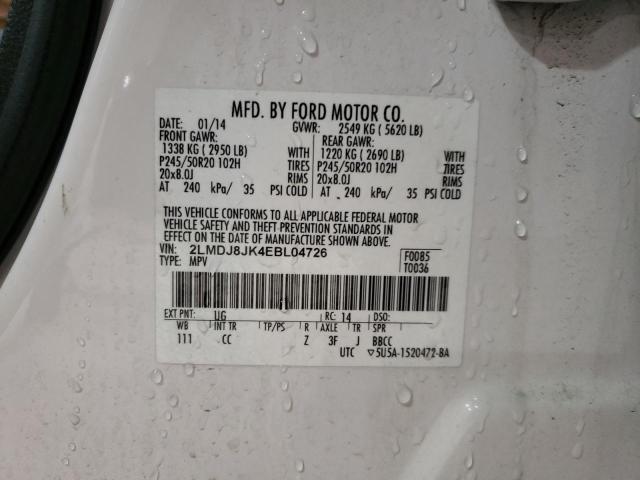 MFD. BY FORD MOTOR CO.
DATE: 01/14 GVWR: 2549 KG ( 5620 LB)
FRONT GAWR: REAR GAWR:
1338 KG ( 2950 LB) WITH 1220 KG ( 2690 LB) WITH
P245/50R20 102H TIRES P245/50R20 102H TIRES
20x8.0J RIMS 20x8.0J RIMS
AT 240 kPa/ 35 PSI COLD AT 240 kPa/ 35 PSI COLD
THIS VEHICLE CONFORMS TO ALL APPLICABLE FEDERAL MOTOR
VEHICLE SAFETY AND THEFT PREVENTION STANDARDS IN
EFFECT ON THE DATE OF MANUFACTURE SHOWN ABOVE.
VIN: 2LMDJ8JK4EBL04726 F0085
TYPE: MPV T0036
EXT PNT: UG RC: 14 DSO:
WB INT TR TP/PS R AXLE TR SPR
111 CC Z 3F J BBCC
UTC ▽5U5A-1520472-BA